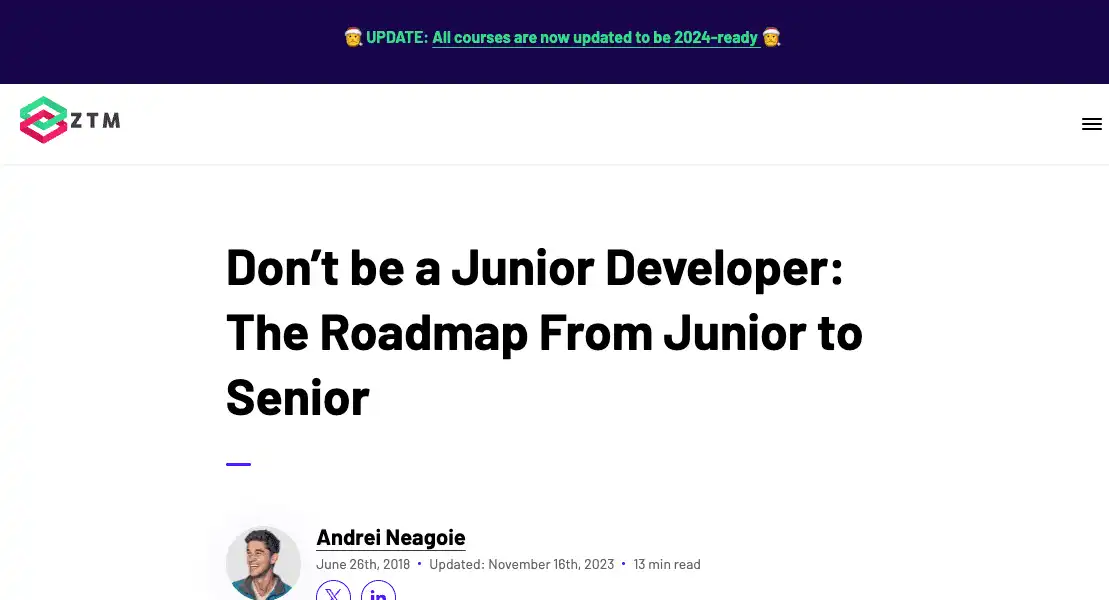 UPDATE: All courses are now updated to be 2024-ready
ZTM
Don’t be a Junior Developer:
The Roadmap From Junior to
Senior
Andrei Neagoie
June 26th, 2018 • Updated: November 16th, 2023 • 13 min read
X in